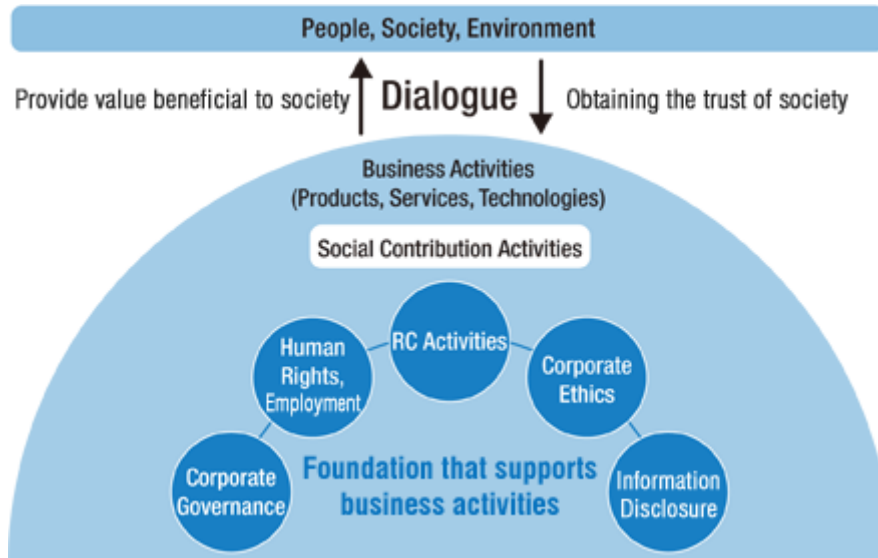 People, Society, Environment
Provide value beneficial to society
Dialogue
Obtaining the trust of society
Business Activities
(Products, Services, Technologies)
Social Contribution Activities
RC Activities
Human
Rights,
Employment
Corporate
Ethics
Corporate
Governance
Foundation that supports
business activities
Information
Disclosure